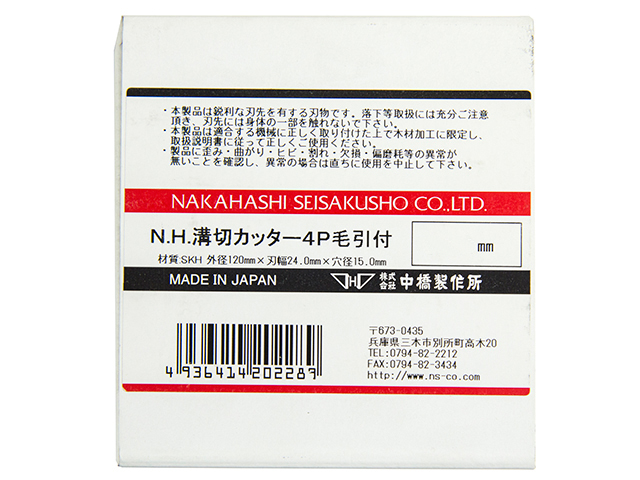 ・本製品は鋭利な刃先を有する刃物です。落下等取扱には充分ご注意
頂き、刃先には身体の一部を触れないで下さい。
・本製品は適合する機械に正しく取り付けた上で木材加工に限定し、
取扱説明書に従って正しくご使用ください。
・製品に歪み・曲がり・ヒビ・割れ・欠損・偏磨耗等の異常が
無いことを確認し、異常の場合は直ちに使用を中止して下さい。
NAKAHASHI SEISAKUSHO CO.,LTD.
N.H.溝切カッター4P毛引付
mm
材質:SKH 外径120mm×刃幅24.0mm×穴径15.0mm
MADE IN JAPAN
NH 株式会社 中橋製作所
〒673-0435
兵庫県三木市別所町高木20
TEL:0794-82-2212
FAX:0794-82-3434
http://www.ns-co.com
4936414202289